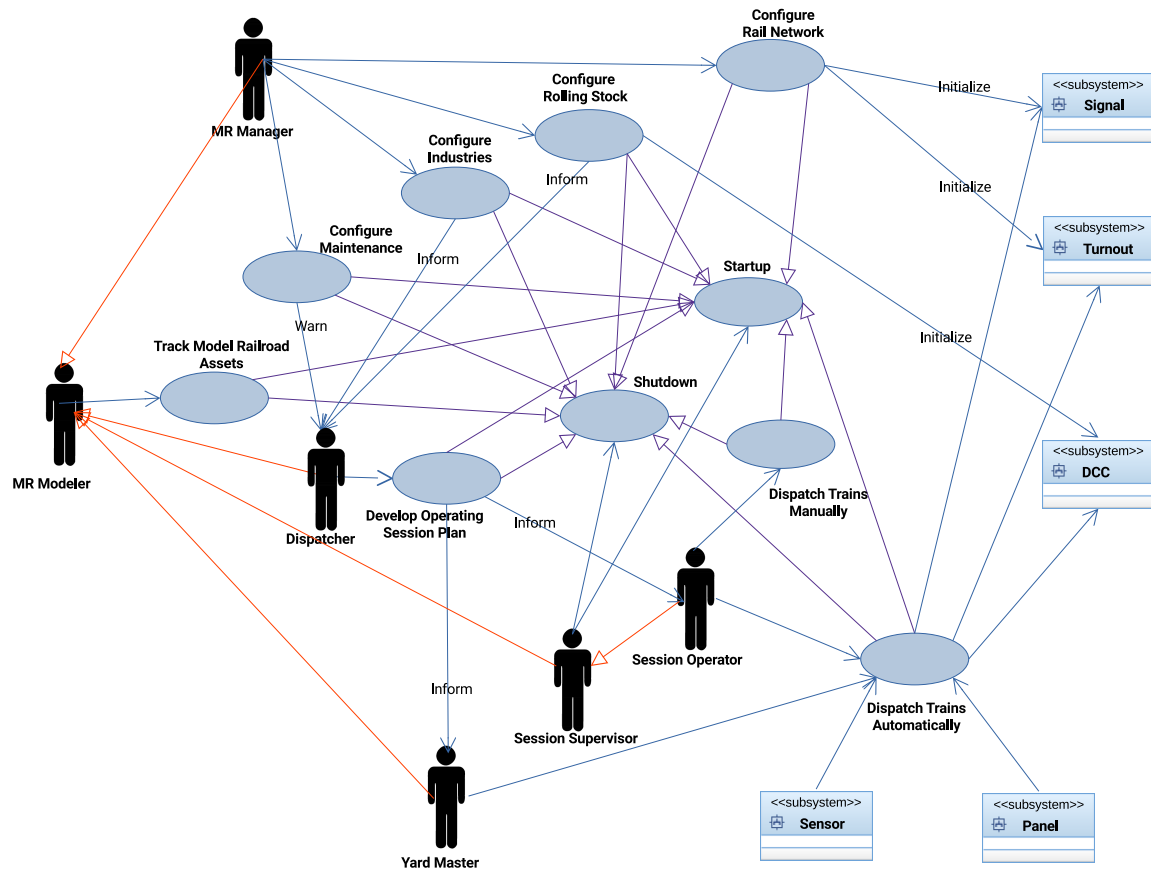 Configure
Rail Network
Configure
Rolling Stock
Initialize
<<subsystem>>
Signal
MR Manager
Configure
Industries
Inform
Initialize
Configure
Maintenance
Inform
<<subsystem>>
Turnout
Startup
Warn
Initialize
Track Model Railroad
Assets
Shutdown
<<subsystem>>
DCC
MR Modeler
Dispatch Trains
Manually
Develop Operating
Session Plan
Inform
Dispatcher
Session Operator
Inform
Dispatch Trains
Automatically
Session Supervisor
<<subsystem>>
Sensor
<<subsystem>>
Panel
Yard Master